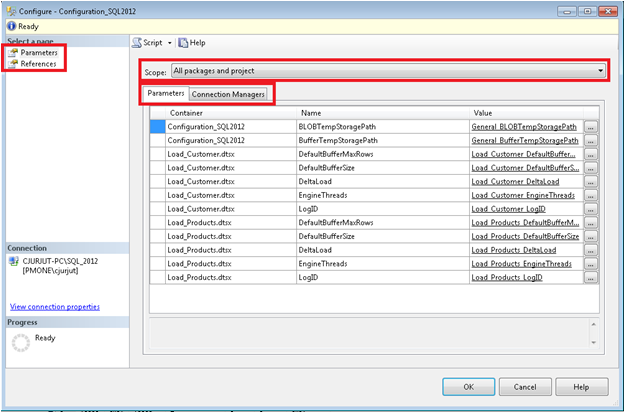 Configure - Configuration_SQL2012
Ready
Select a page
Parameters
References
Script Help
Scope: All packages and project
Parameters Connection Managers
Container Name Value
Configuration_SQL2012 BLOBTempStoragePath General_BLOBTempStoragePath ...
Configuration_SQL2012 BufferTempStoragePath General_BufferTempStoragePath ...
Load_Customer.dtsx DefaultBufferMaxRows Load_Customer_DefaultBuffer... ...
Load_Customer.dtsx DefaultBufferSize Load_Customer_DefaultBufferS... ...
Load_Customer.dtsx DeltaLoad Load_Customer_DeltaLoad ...
Load_Customer.dtsx EngineThreads Load_Customer_EngineThreads ...
Load_Customer.dtsx LogID Load_Customer_LogID ...
Load_Products.dtsx DefaultBufferMaxRows Load_Products_DefaultBufferM... ...
Load_Products.dtsx DefaultBufferSize Load_Products_DefaultBufferSize ...
Load_Products.dtsx DeltaLoad Load_Products_DeltaLoad ...
Load_Products.dtsx EngineThreads Load_Products_EngineThreads ...
Load_Products.dtsx LogID Load_Products_LogID ...
Connection
CJURJUT-PC\SQL_2012
[PMONE\cjurjut]
View connection properties
Progress
Ready
OK Cancel Help